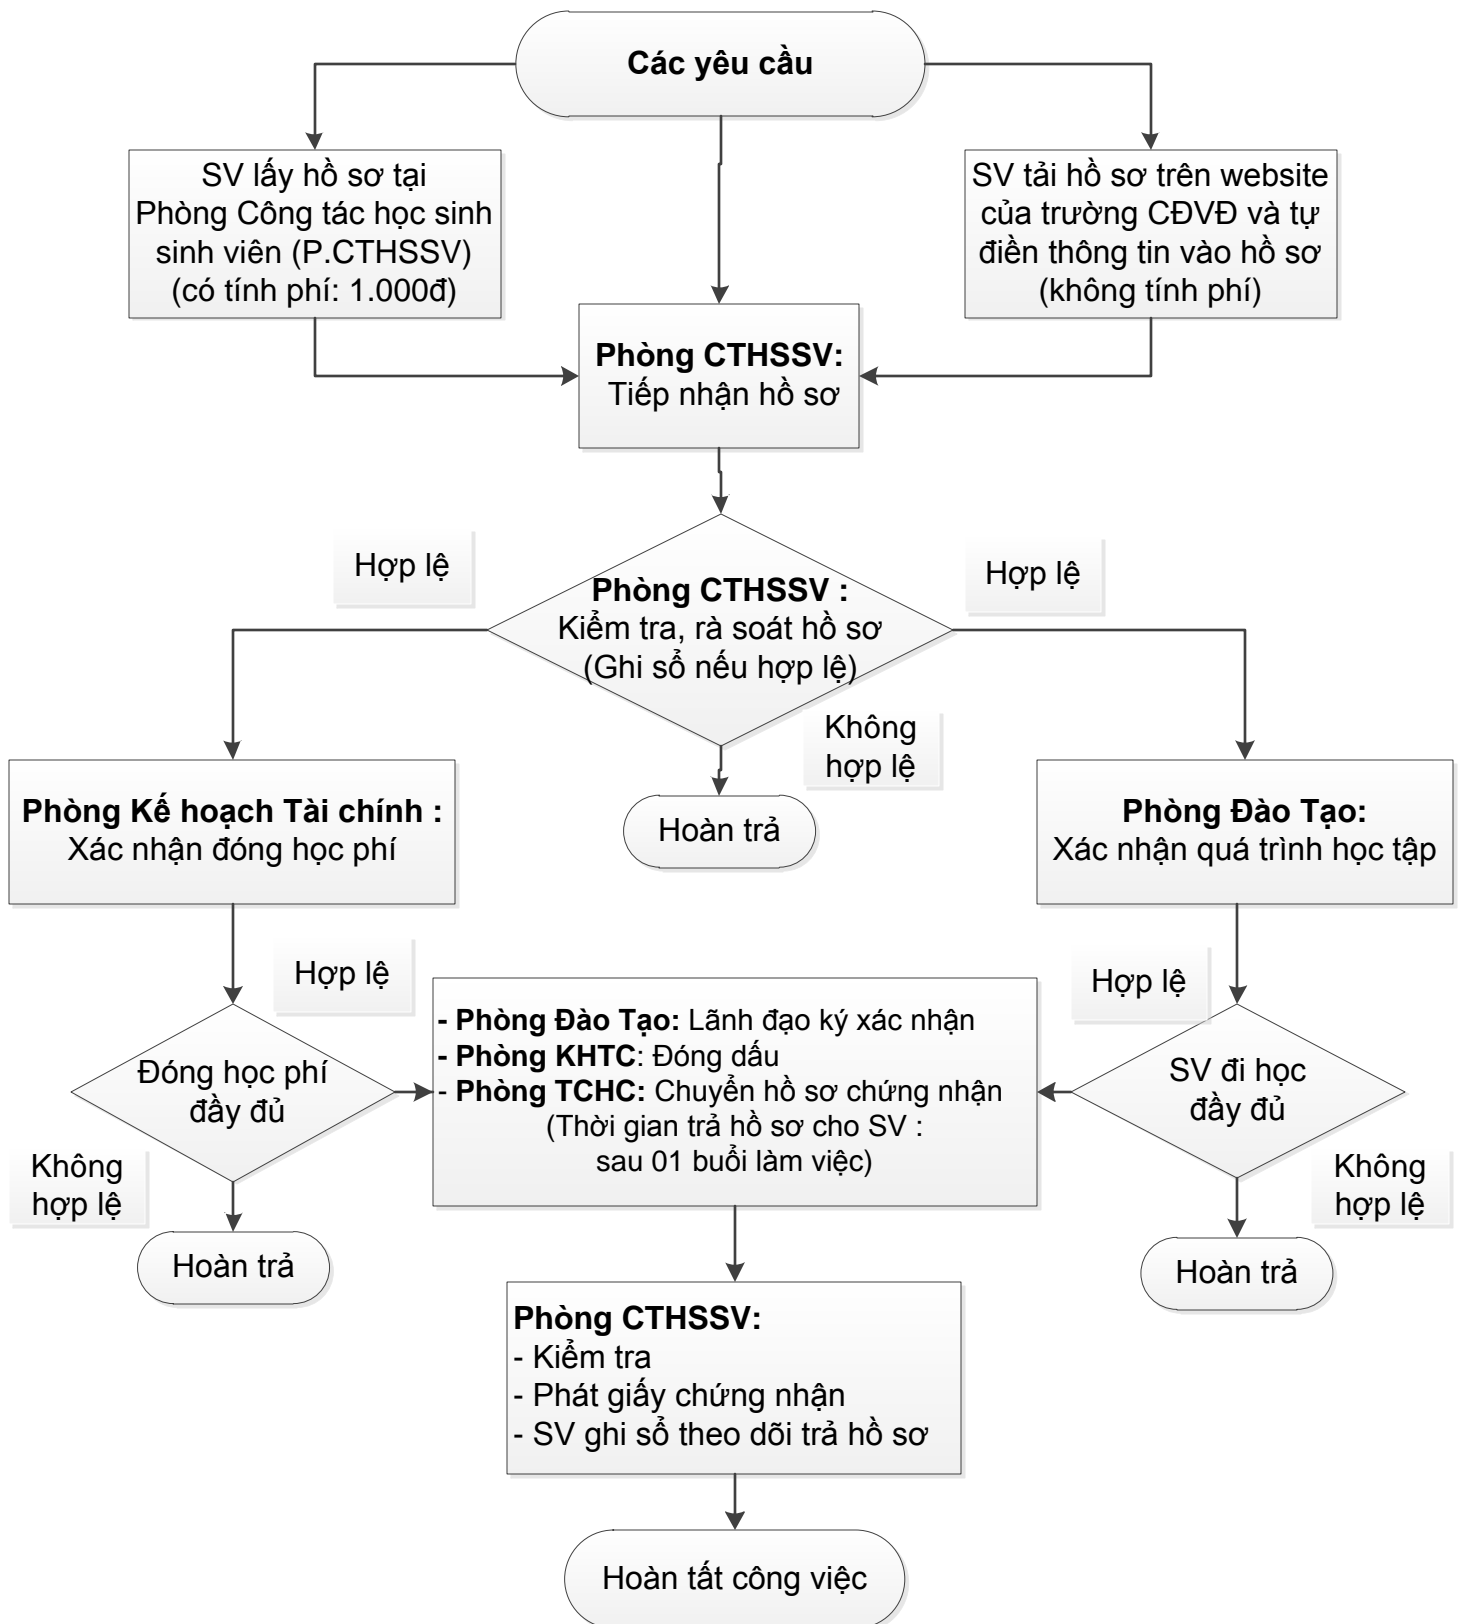 Các yêu cầu
SV lấy hồ sơ tại
Phòng Công tác học sinh
sinh viên (P.CTHSSV)
(có tính phí: 1.000đ)
SV tải hồ sơ trên website
của trường CĐVĐ và tự
điền thông tin vào hồ sơ
(không tính phí)
Phòng CTHSSV:
Tiếp nhận hồ sơ
Hợp lệ
Phòng CTHSSV :
Kiểm tra, rà soát hồ sơ
(Ghi sổ nếu hợp lệ)
Hợp lệ
Không
hợp lệ
Hoàn trả
Phòng Kế hoạch Tài chính :
Xác nhận đóng học phí
Phòng Đào Tạo:
Xác nhận quá trình học tập
Hợp lệ
Hợp lệ
Đóng học phí
đầy đủ
- Phòng Đào Tạo: Lãnh đạo ký xác nhận
- Phòng KHTC: Đóng dấu
- Phòng TCHC: Chuyển hồ sơ chứng nhận
(Thời gian trả hồ sơ cho SV :
sau 01 buổi làm việc)
SV đi học
đầy đủ
Không
hợp lệ
Không
hợp lệ
Hoàn trả
Hoàn trả
Phòng CTHSSV:
- Kiểm tra
- Phát giấy chứng nhận
- SV ghi sổ theo dõi trả hồ sơ
Hoàn tất công việc